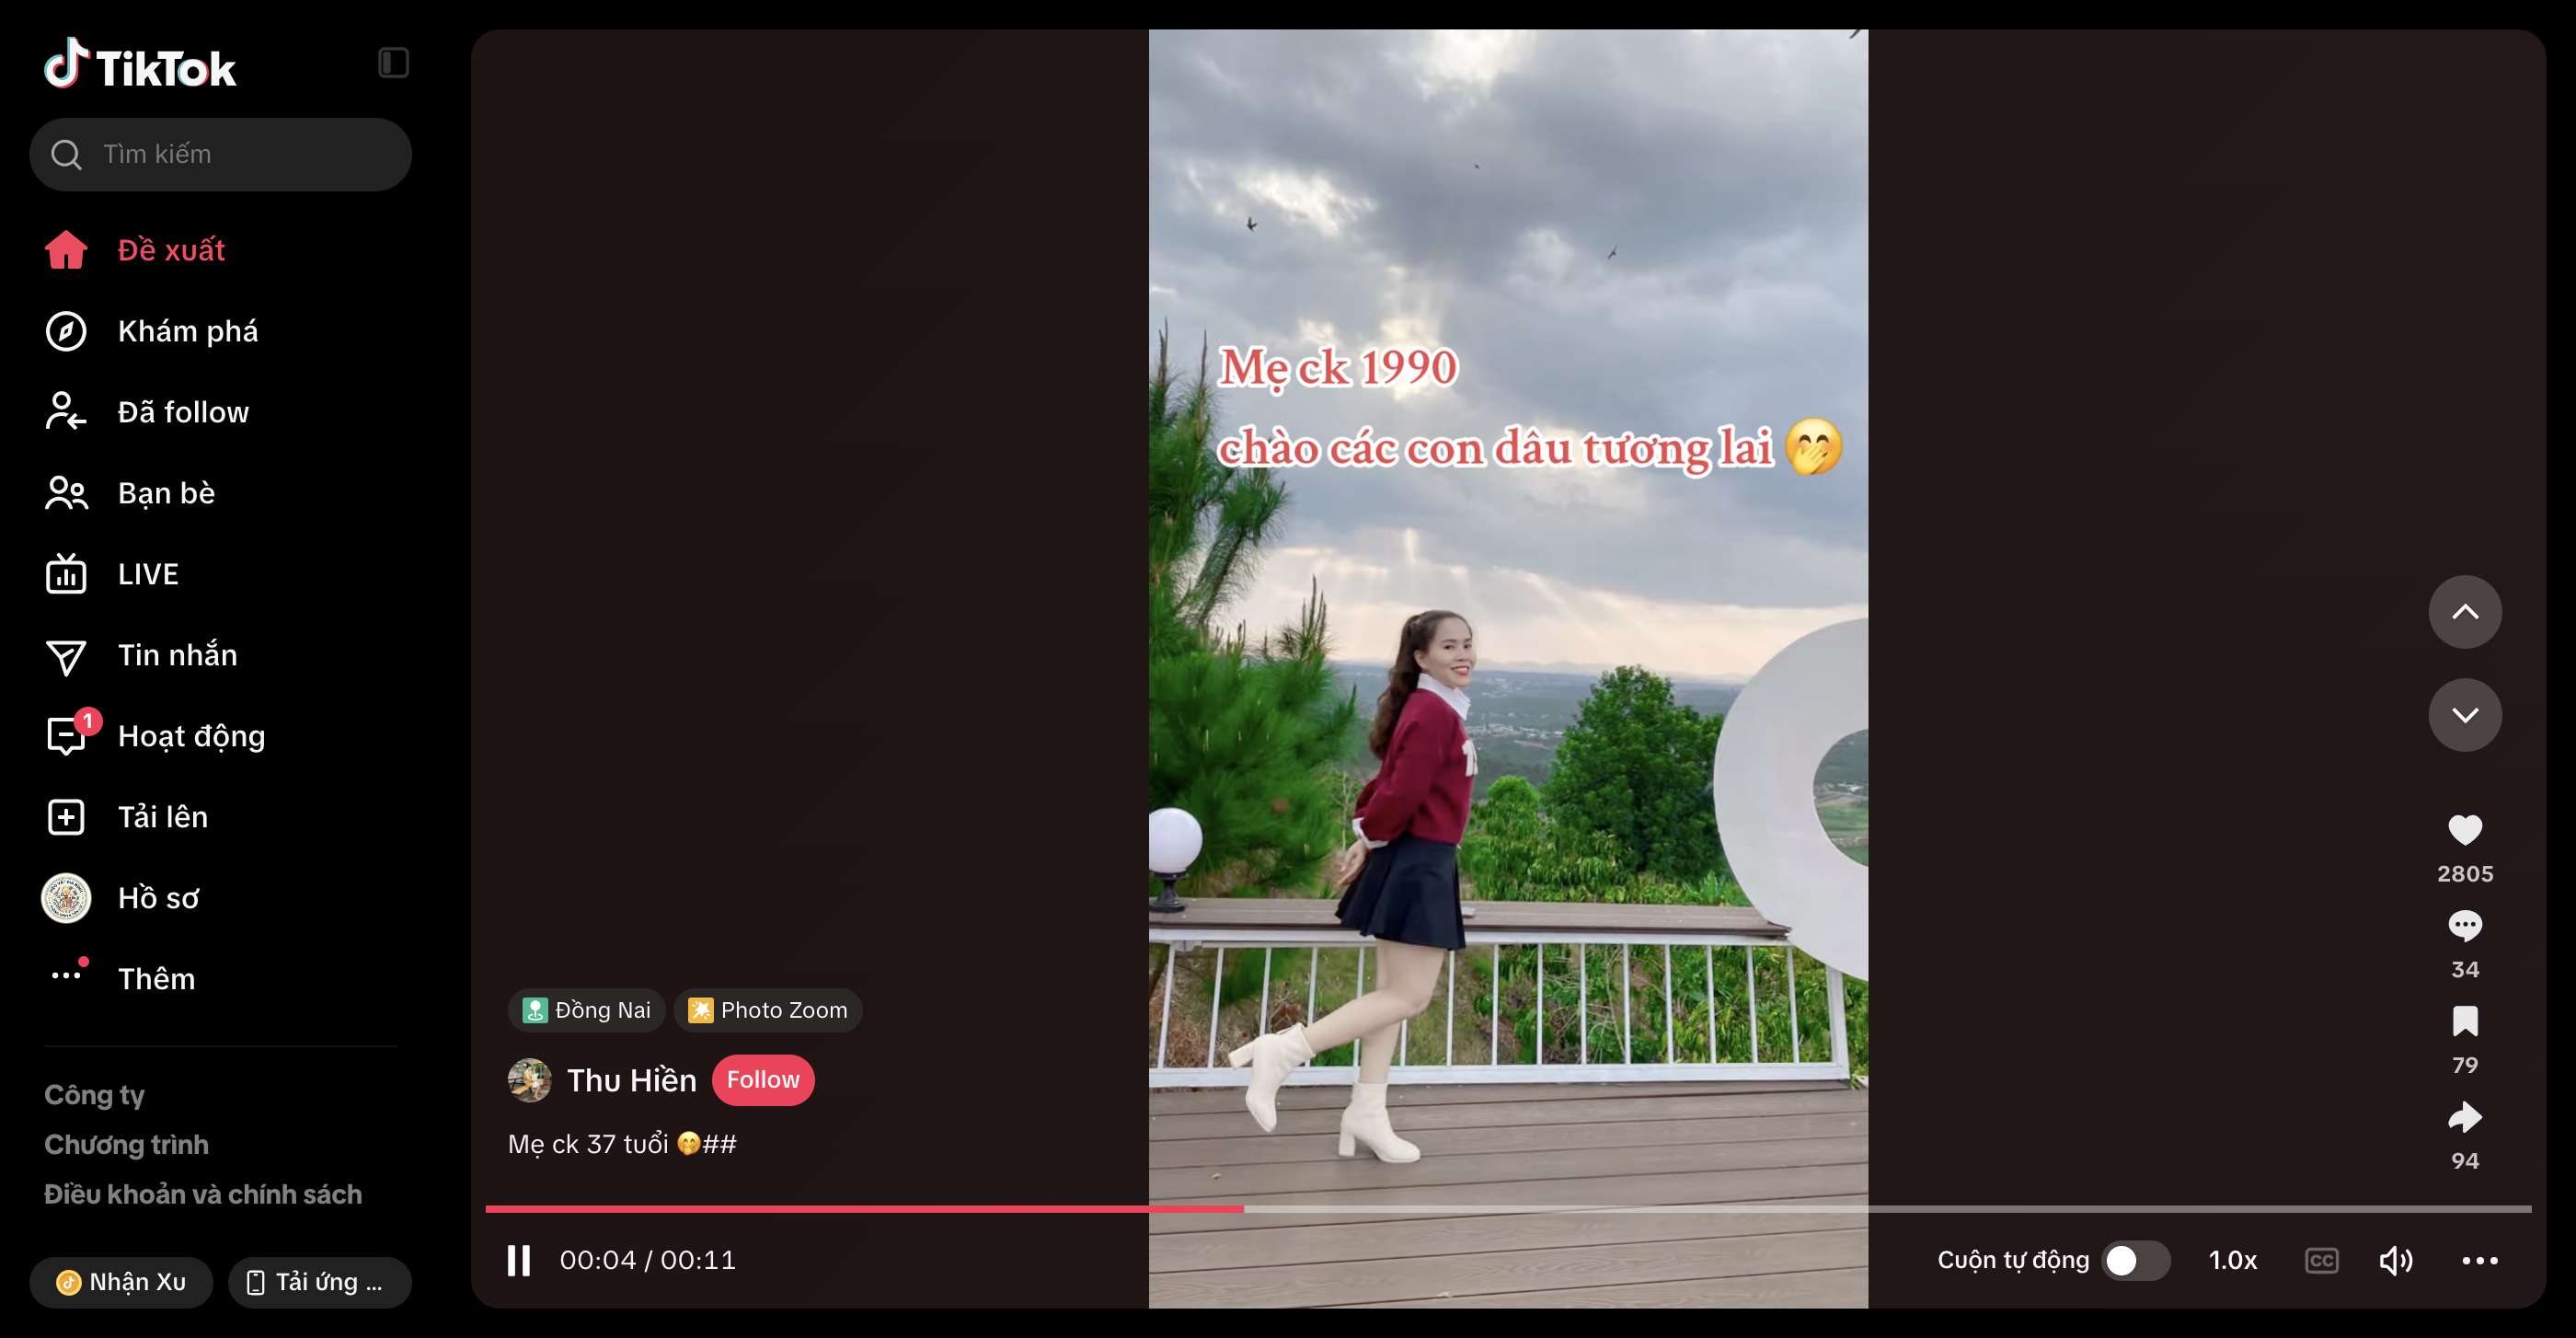 TikTok
Tìm kiếm
Đề xuất
Khám phá
Đã follow
Bạn bè
LIVE
Tin nhắn
1
Hoạt động
Tải lên
Hồ sơ
Thêm
Công ty
Chương trình
Điều khoản và chính sách
Nhận Xu
Tải ứng ...
Mẹ ck 1990
chào các con dâu tương lai 🤭
Đồng Nai
Photo Zoom
Thu Hiền
Follow
Mẹ ck 37 tuổi 🤭##
00:04 / 00:11
2805
34
79
94
Cuộn tự động
1.0x
CC